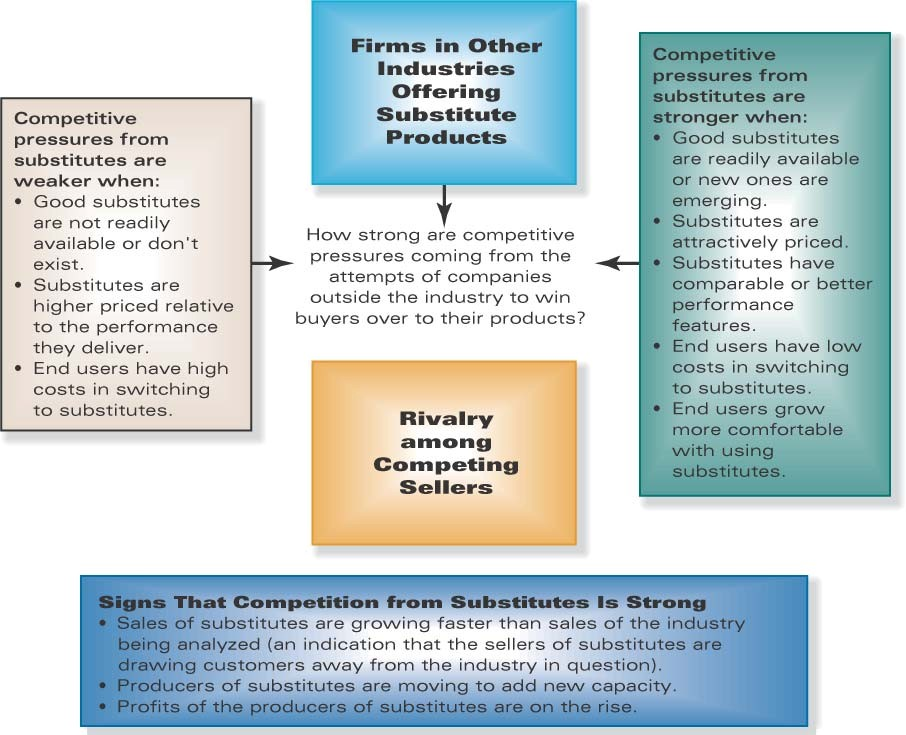 Firms in Other
Industries
Offering
Substitute
Products
Competitive
pressures from
substitutes are
weaker when:
• Good substitutes
are not readily
available or don't
exist.
• Substitutes are
higher priced relative
to the performance
they deliver.
• End users have high
costs in switching
to substitutes.
How strong are competitive
pressures coming from the
attempts of companies
outside the industry to win
buyers over to their products?
Competitive
pressures from
substitutes are
stronger when:
• Good substitutes
are readily available
or new ones are
emerging.
• Substitutes are
attractively priced.
• Substitutes have
comparable or better
performance
features.
• End users have low
costs in switching
to substitutes.
• End users grow
more comfortable
with using
substitutes.
Rivalry
among
Competing
Sellers
Signs That Competition from Substitutes Is Strong
• Sales of substitutes are growing faster than sales of the industry
being analyzed (an indication that the sellers of substitutes are
drawing customers away from the industry in question).
• Producers of substitutes are moving to add new capacity.
• Profits of the producers of substitutes are on the rise.